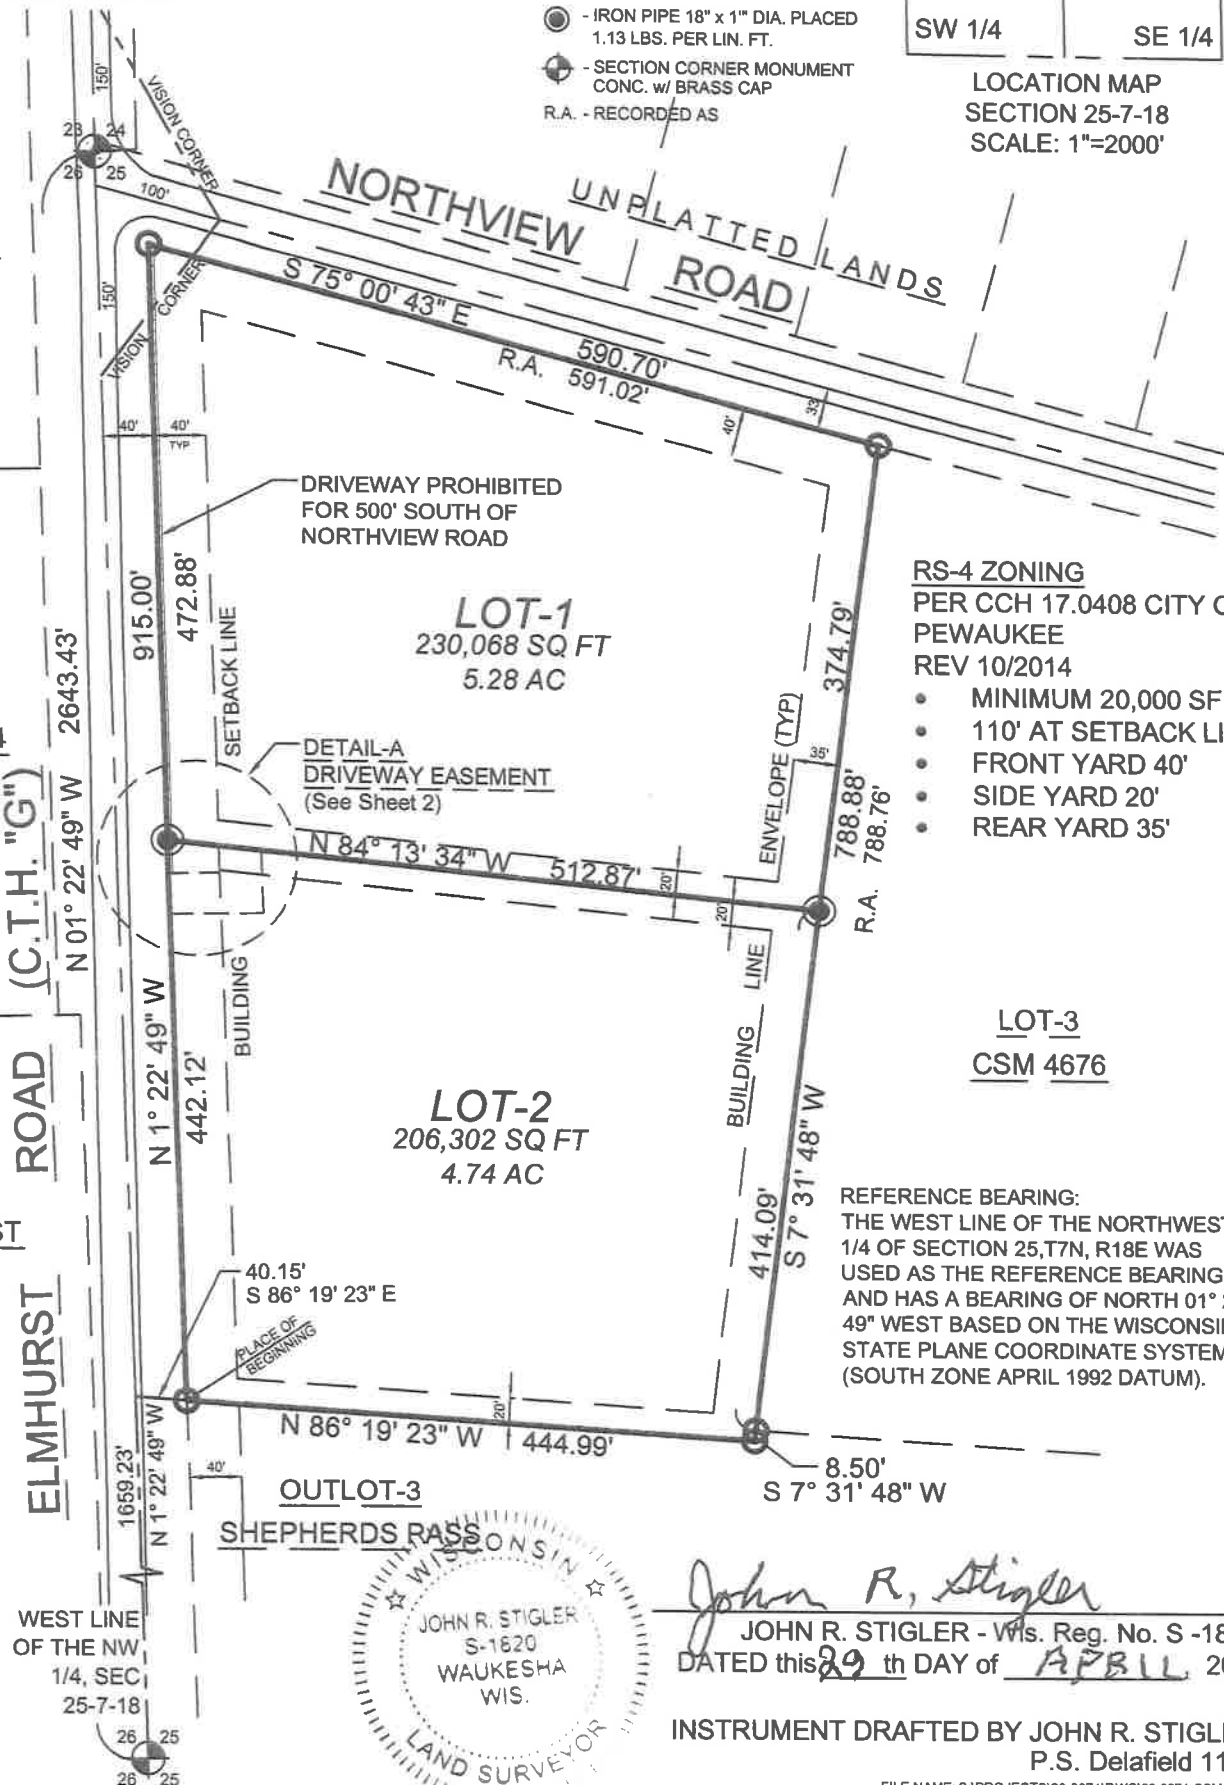 - IRON PIPE 18" x 1"' DIA. PLACED
1.13 LBS. PER LIN. FT.
- SECTION CORNER MONUMENT
CONC. w/ BRASS CAP
R.A. - RECORDED AS
SW 1/4
SE 1/4
LOCATION MAP
SECTION 25-7-18
SCALE: 1"=2000'
150'
VISION CORNER
23 24
26 25
100'
NORTHVIEW ROAD
UNPLATTED LANDS
S 75° 00' 43" E
590.70'
R.A. 591.02'
150'
VISION CORNER
40'
40'
TYP
40'
33'
DRIVEWAY PROHIBITED
FOR 500' SOUTH OF
NORTHVIEW ROAD
915.00'
472.88'
SETBACK LINE
LOT-1
230,068 SQ FT
5.28 AC
374.79'
RS-4 ZONING
PER CCH 17.0408 CITY O
PEWAUKEE
REV 10/2014
• MINIMUM 20,000 SF
• 110' AT SETBACK LI
• FRONT YARD 40'
• SIDE YARD 20'
• REAR YARD 35'
N 01° 22' 49" W 2643.43'
(C.T.H. "G")
DETAIL-A
DRIVEWAY EASEMENT
(See Sheet 2)
ENVELOPE (TYP)
35'
788.88'
R.A. 788.76'
N 84° 13' 34" W 512.87'
20'
20'
BUILDING
BUILDING LINE
LOT-3
CSM 4676
N 1° 22' 49" W
442.12'
LOT-2
206,302 SQ FT
4.74 AC
414.09'
S 7° 31' 48" W
ELMHURST ROAD
ST
REFERENCE BEARING:
THE WEST LINE OF THE NORTHWEST
1/4 OF SECTION 25,T7N, R18E WAS
USED AS THE REFERENCE BEARING
AND HAS A BEARING OF NORTH 01°
49" WEST BASED ON THE WISCONSIN
STATE PLANE COORDINATE SYSTEM
(SOUTH ZONE APRIL 1992 DATUM).
40.15'
S 86° 19' 23" E
PLACE OF
BEGINNING
N 86° 19' 23" W 444.99'
20'
8.50'
S 7° 31' 48" W
40'
1659.23'
N 1° 22' 49" W
OUTLOT-3
SHEPHERDS RASS
WISCONSIN
JOHN R. STIGLER
S-1820
WAUKESHA
WIS.
LAND SURVEYOR
WEST LINE
OF THE NW
1/4, SEC
25-7-18
26 25
26 25
John R. Stigler
JOHN R. STIGLER - Wis. Reg. No. S -18
DATED this 29 th DAY of APRIL, 20
INSTRUMENT DRAFTED BY JOHN R. STIGLE
P.S. Delafield 11